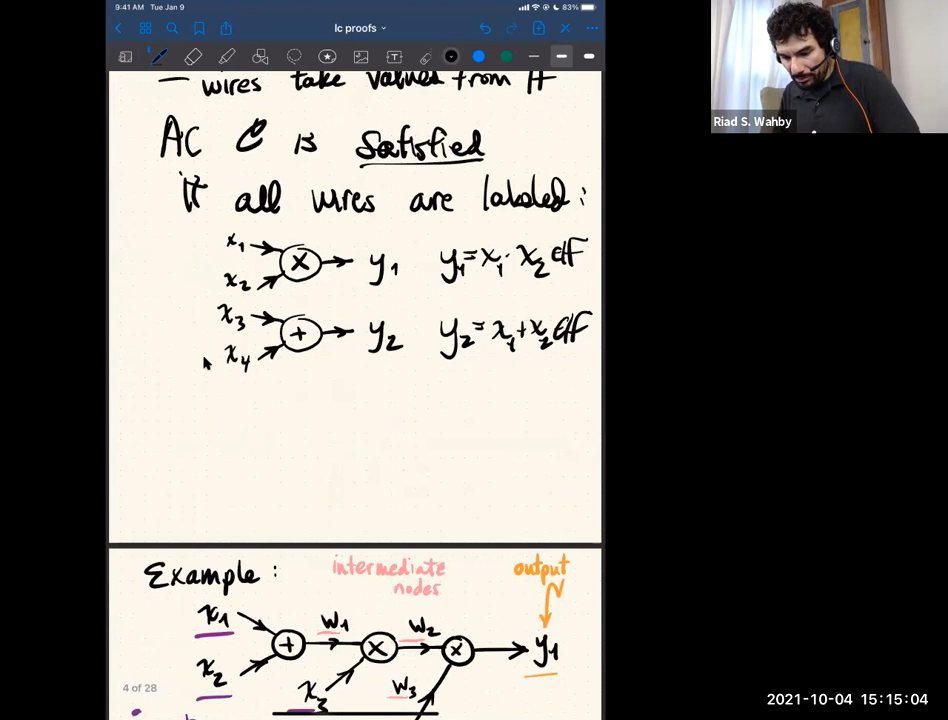 9:41 AM Tue Jan 9
83%
lc proofs
Riad S. Wahby
— wires take values from F
AC C is satisfied
if all wires are labeled:
x₁
x₂
× → y₁ y₁ = x₁ · x₂ ∈ F
x₃
x₄
+ → y₂ y₂ = x₁ + x₂ ∈ F
Example: intermediate nodes output
x₁
x₂
+ w₁ × w₂ × y₁
x₃ w₃
4 of 28
2021-10-04 15:15:04